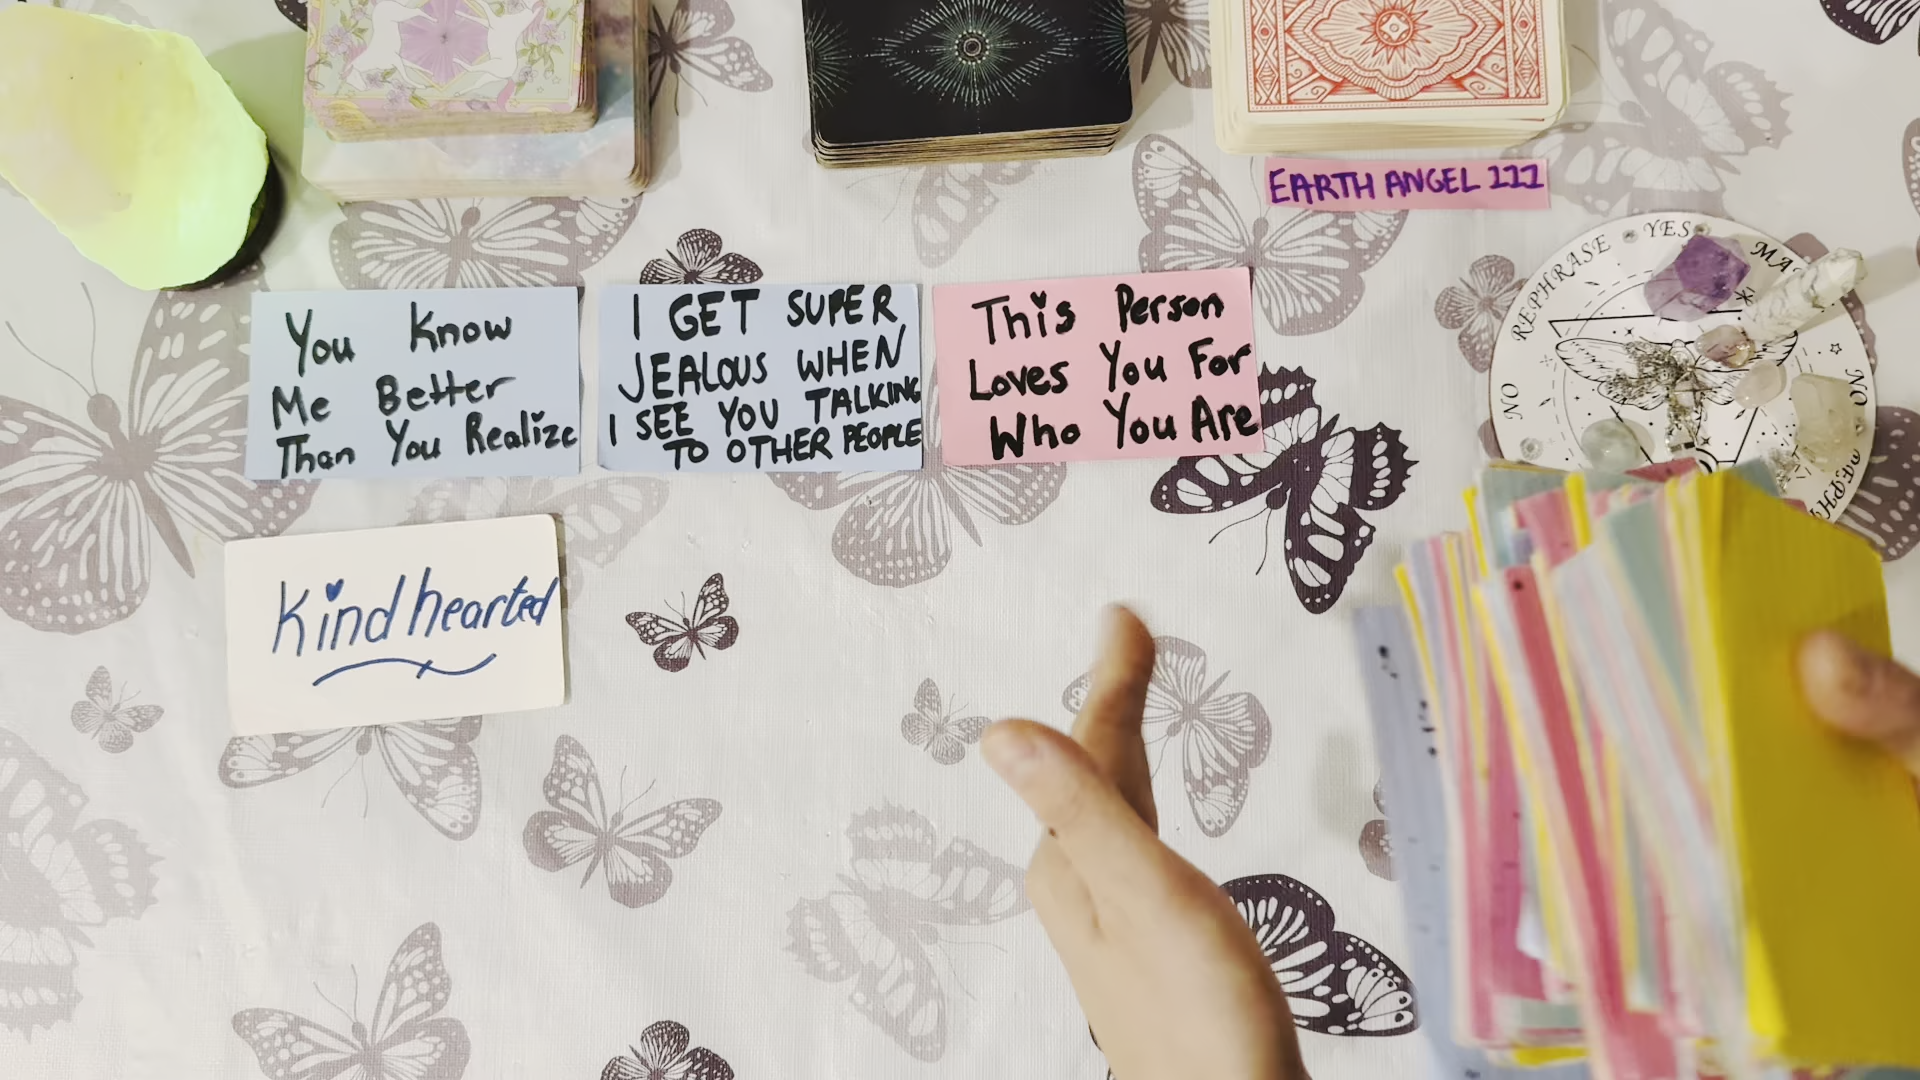 EARTH ANGEL 111
REPHRASE
YES
NO
NO
You Know
Me Better
Than You Realize
I GET SUPER
JEALOUS WHEN
I SEE YOU TALKING
TO OTHER PEOPLE
This Person
Loves You For
Who You Are
Kindhearted